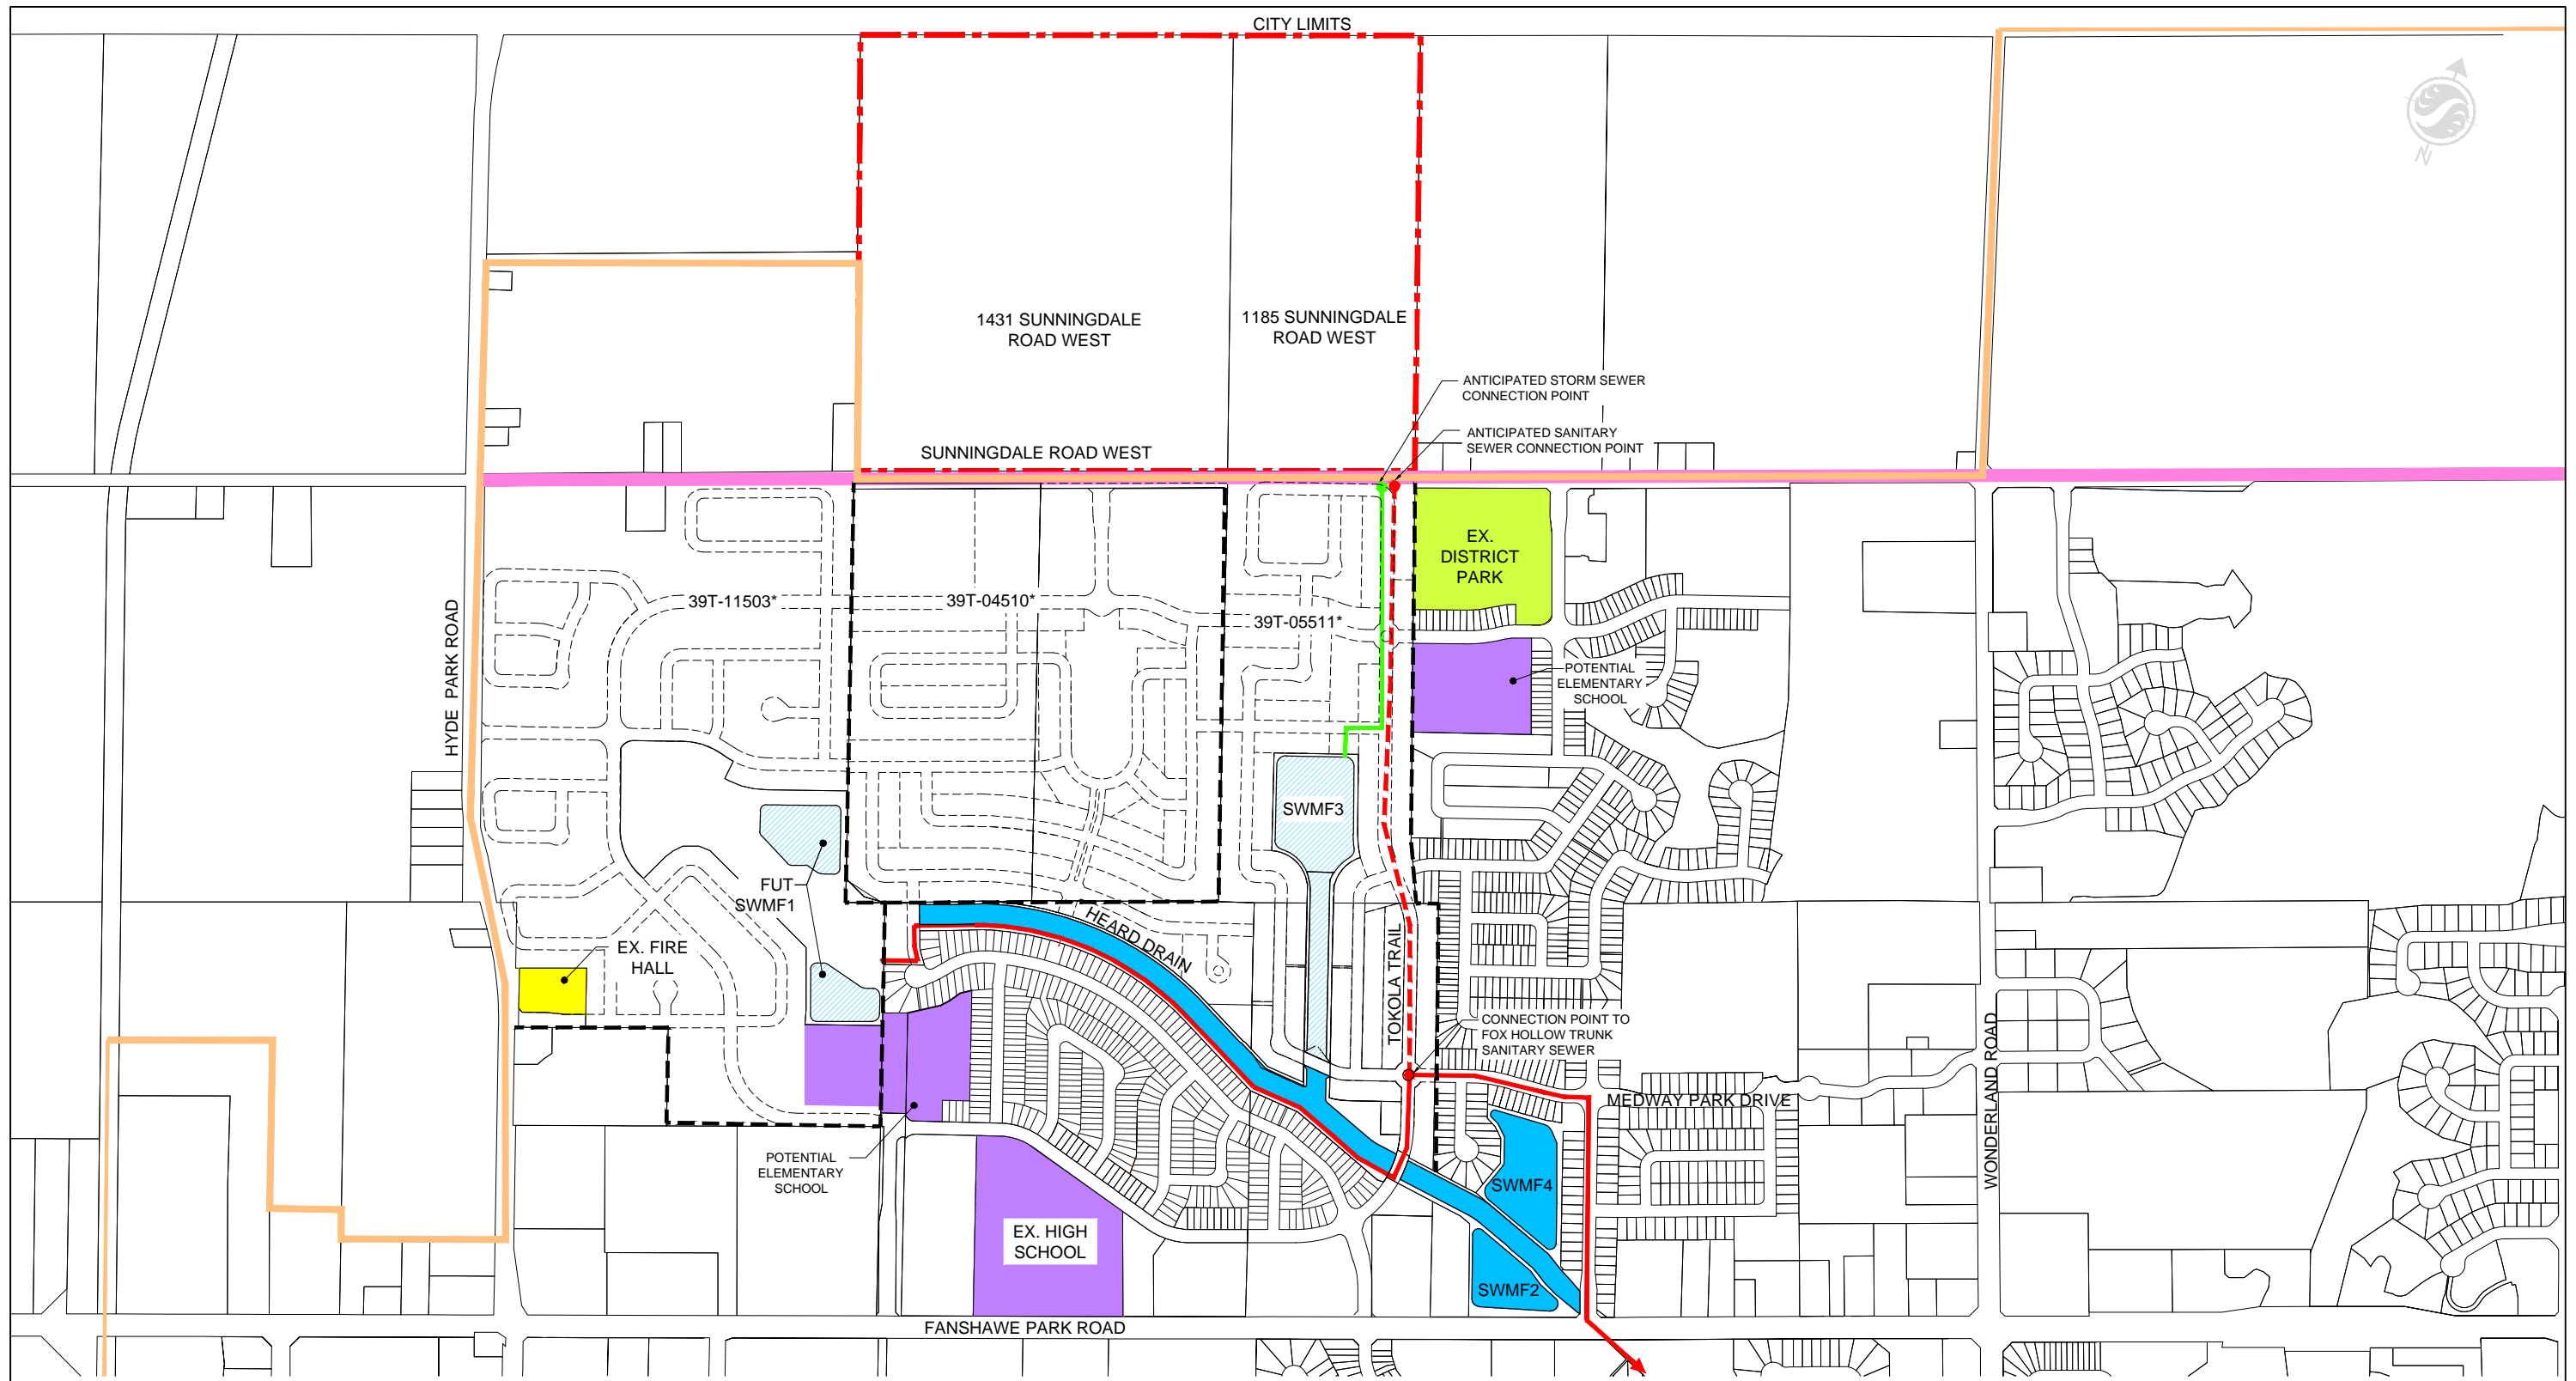 CITY LIMITS
N
1431 SUNNINGDALE
ROAD WEST
1185 SUNNINGDALE
ROAD WEST
ANTICIPATED STORM SEWER
CONNECTION POINT
ANTICIPATED SANITARY
SEWER CONNECTION POINT
SUNNINGDALE ROAD WEST
EX.
DISTRICT
PARK
39T-11503*
39T-04510*
39T-05511*
HYDE PARK ROAD
POTENTIAL
ELEMENTARY
SCHOOL
SWMF3
FUT
SWMF1
HEARD DRAIN
EX. FIRE
HALL
TOKOLA TRAIL
CONNECTION POINT TO
FOX HOLLOW TRUNK
SANITARY SEWER
WONDERLAND ROAD
MEDWAY PARK DRIVE
POTENTIAL
ELEMENTARY
SCHOOL
SWMF4
EX. HIGH
SCHOOL
SWMF2
FANSHAWE PARK ROAD